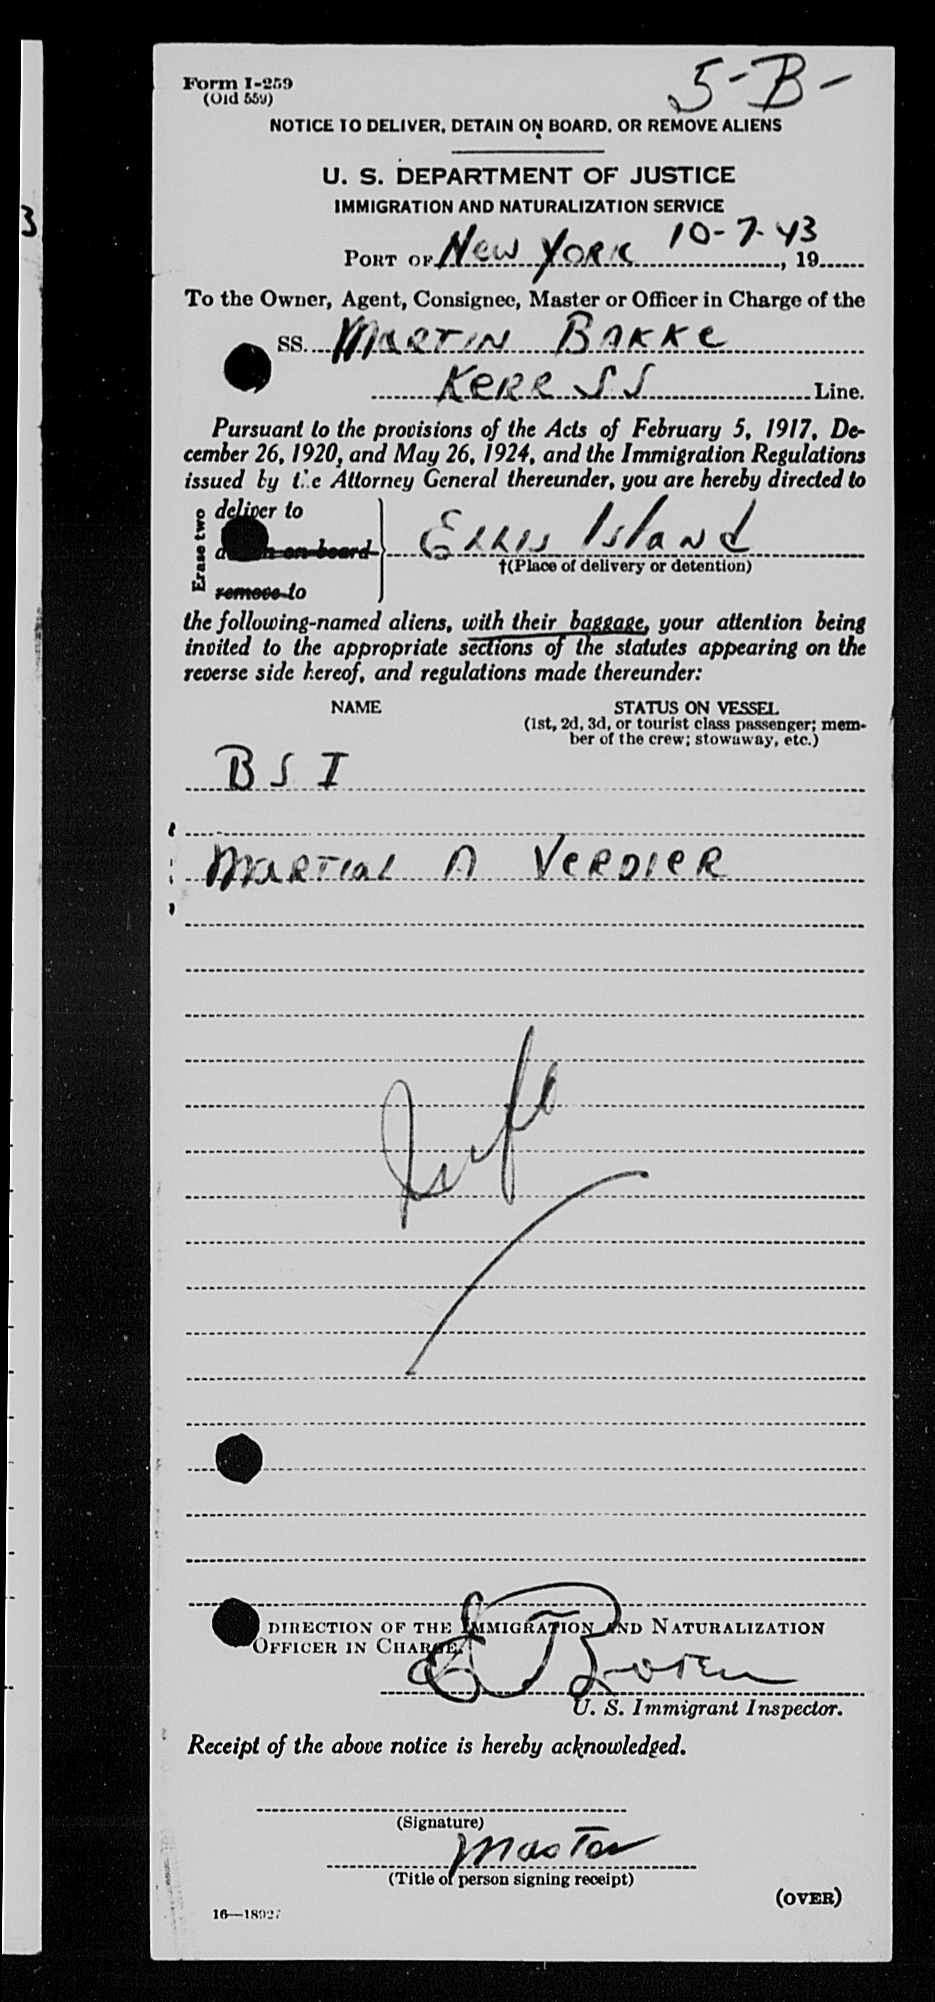 3
5-B-
Form I-259
(Old 559)
NOTICE TO DELIVER, DETAIN ON BOARD, OR REMOVE ALIENS
U. S. DEPARTMENT OF JUSTICE
IMMIGRATION AND NATURALIZATION SERVICE
PORT OF New York 10-7-43, 19
To the Owner, Agent, Consignee, Master or Officer in Charge of the
SS. MARTIN BAKKE
Kerr SS Line.
Pursuant to the provisions of the Acts of February 5, 1917, De-
cember 26, 1920, and May 26, 1924, and the Immigration Regulations
issued by the Attorney General thereunder, you are hereby directed to
Erase two
deliver to
on board
Ellis Island
†(Place of delivery or detention)
remove to
the following-named aliens, with their baggage, your attention being
invited to the appropriate sections of the statutes appearing on the
reverse side hereof, and regulations made thereunder:
NAME STATUS ON VESSEL
(1st, 2d, 3d, or tourist class passenger; mem-
ber of the crew; stowaway, etc.)
B S I
Martial A Verdier
DIRECTION OF THE IMMIGRATION AND NATURALIZATION
OFFICER IN CHARGE.
U. S. Immigrant Inspector.
Receipt of the above notice is hereby acknowledged.
(Signature)
Master
(Title of person signing receipt)
(OVER)
16—18927